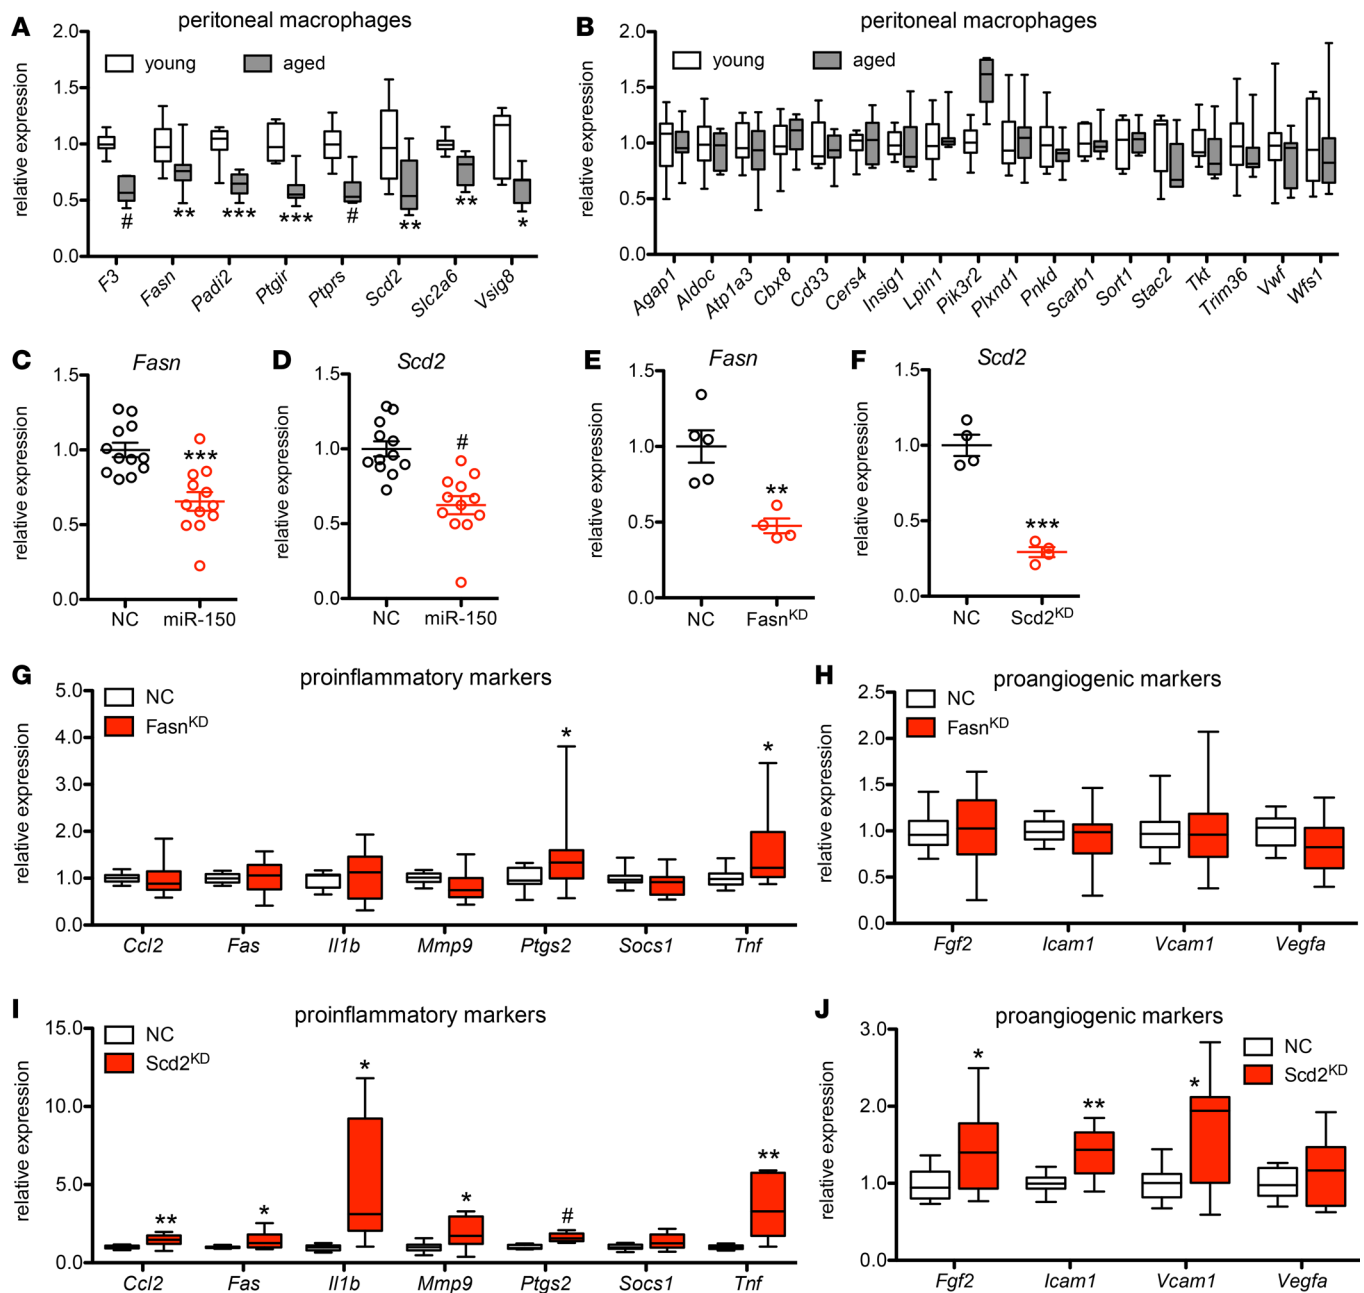 A
peritoneal macrophages
relative expression
2.0
1.5
1.0
0.5
0.0
young
aged
#
**
***
***
#
**
**
*
F3
Fasn
Padi2
Ptgir
Ptprs
Scd2
Slc2a6
Vsig8
B
peritoneal macrophages
relative expression
2.0
1.5
1.0
0.5
0.0
young
aged
Agap1
Aldoc
Atp1a3
Cbx8
Cd33
Cers4
Insig1
Lpin1
Pik3r2
Plxnd1
Pnkd
Scarb1
Sort1
Stac2
Tkt
Trim36
Vwf
Wfs1
C
Fasn
relative expression
1.5
1.0
0.5
0.0
***
NC
miR-150
D
Scd2
relative expression
1.5
1.0
0.5
0.0
#
NC
miR-150
E
Fasn
relative expression
1.5
1.0
0.5
0.0
**
NC
FasnKD
F
Scd2
relative expression
1.5
1.0
0.5
0.0
***
NC
Scd2KD
G
proinflammatory markers
relative expression
5.0
4.0
3.0
2.0
1.0
0.0
NC
FasnKD
*
*
Ccl2
Fas
Il1b
Mmp9
Ptgs2
Socs1
Tnf
H
proangiogenic markers
relative expression
2.5
2.0
1.5
1.0
0.5
0.0
NC
FasnKD
Fgf2
Icam1
Vcam1
Vegfa
I
proinflammatory markers
relative expression
15.0
10.0
5.0
0.0
NC
Scd2KD
**
*
*
*
#
**
Ccl2
Fas
Il1b
Mmp9
Ptgs2
Socs1
Tnf
J
proangiogenic markers
relative expression
3.0
2.0
1.0
0.0
NC
Scd2KD
*
**
*
Fgf2
Icam1
Vcam1
Vegfa